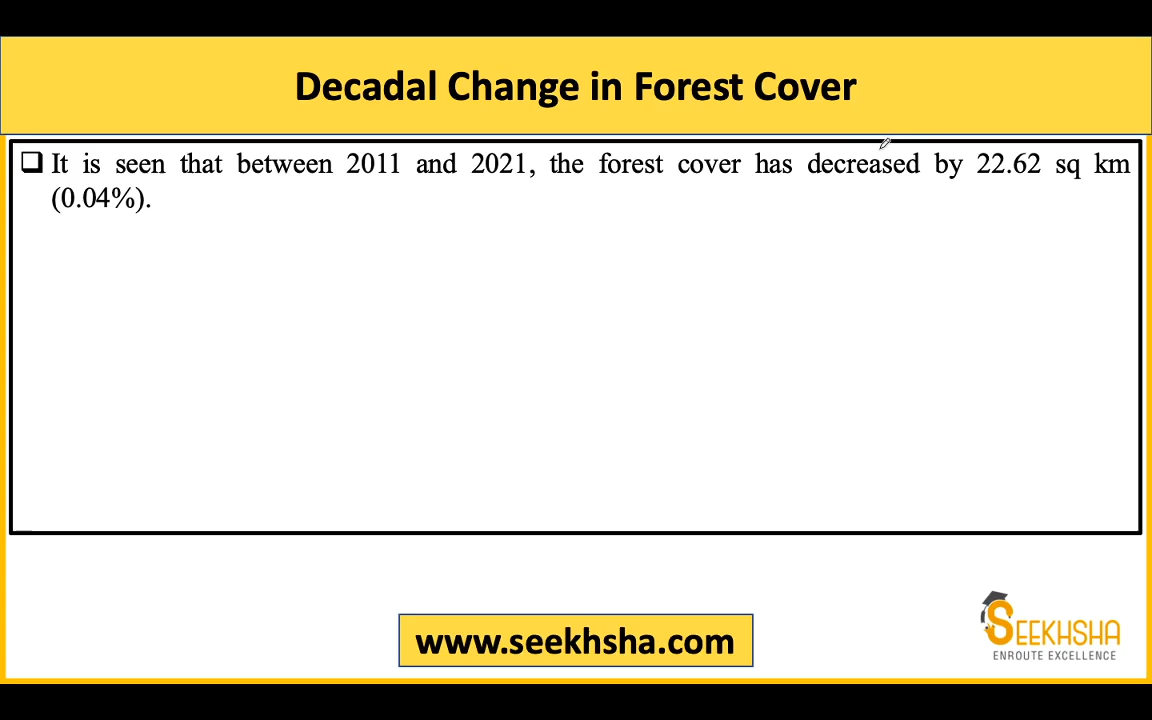 Decadal Change in Forest Cover
It is seen that between 2011 and 2021, the forest cover has decreased by 22.62 sq km
(0.04%).
www.seekhsha.com
SEEKHSHA
ENROUTE EXCELLENCE